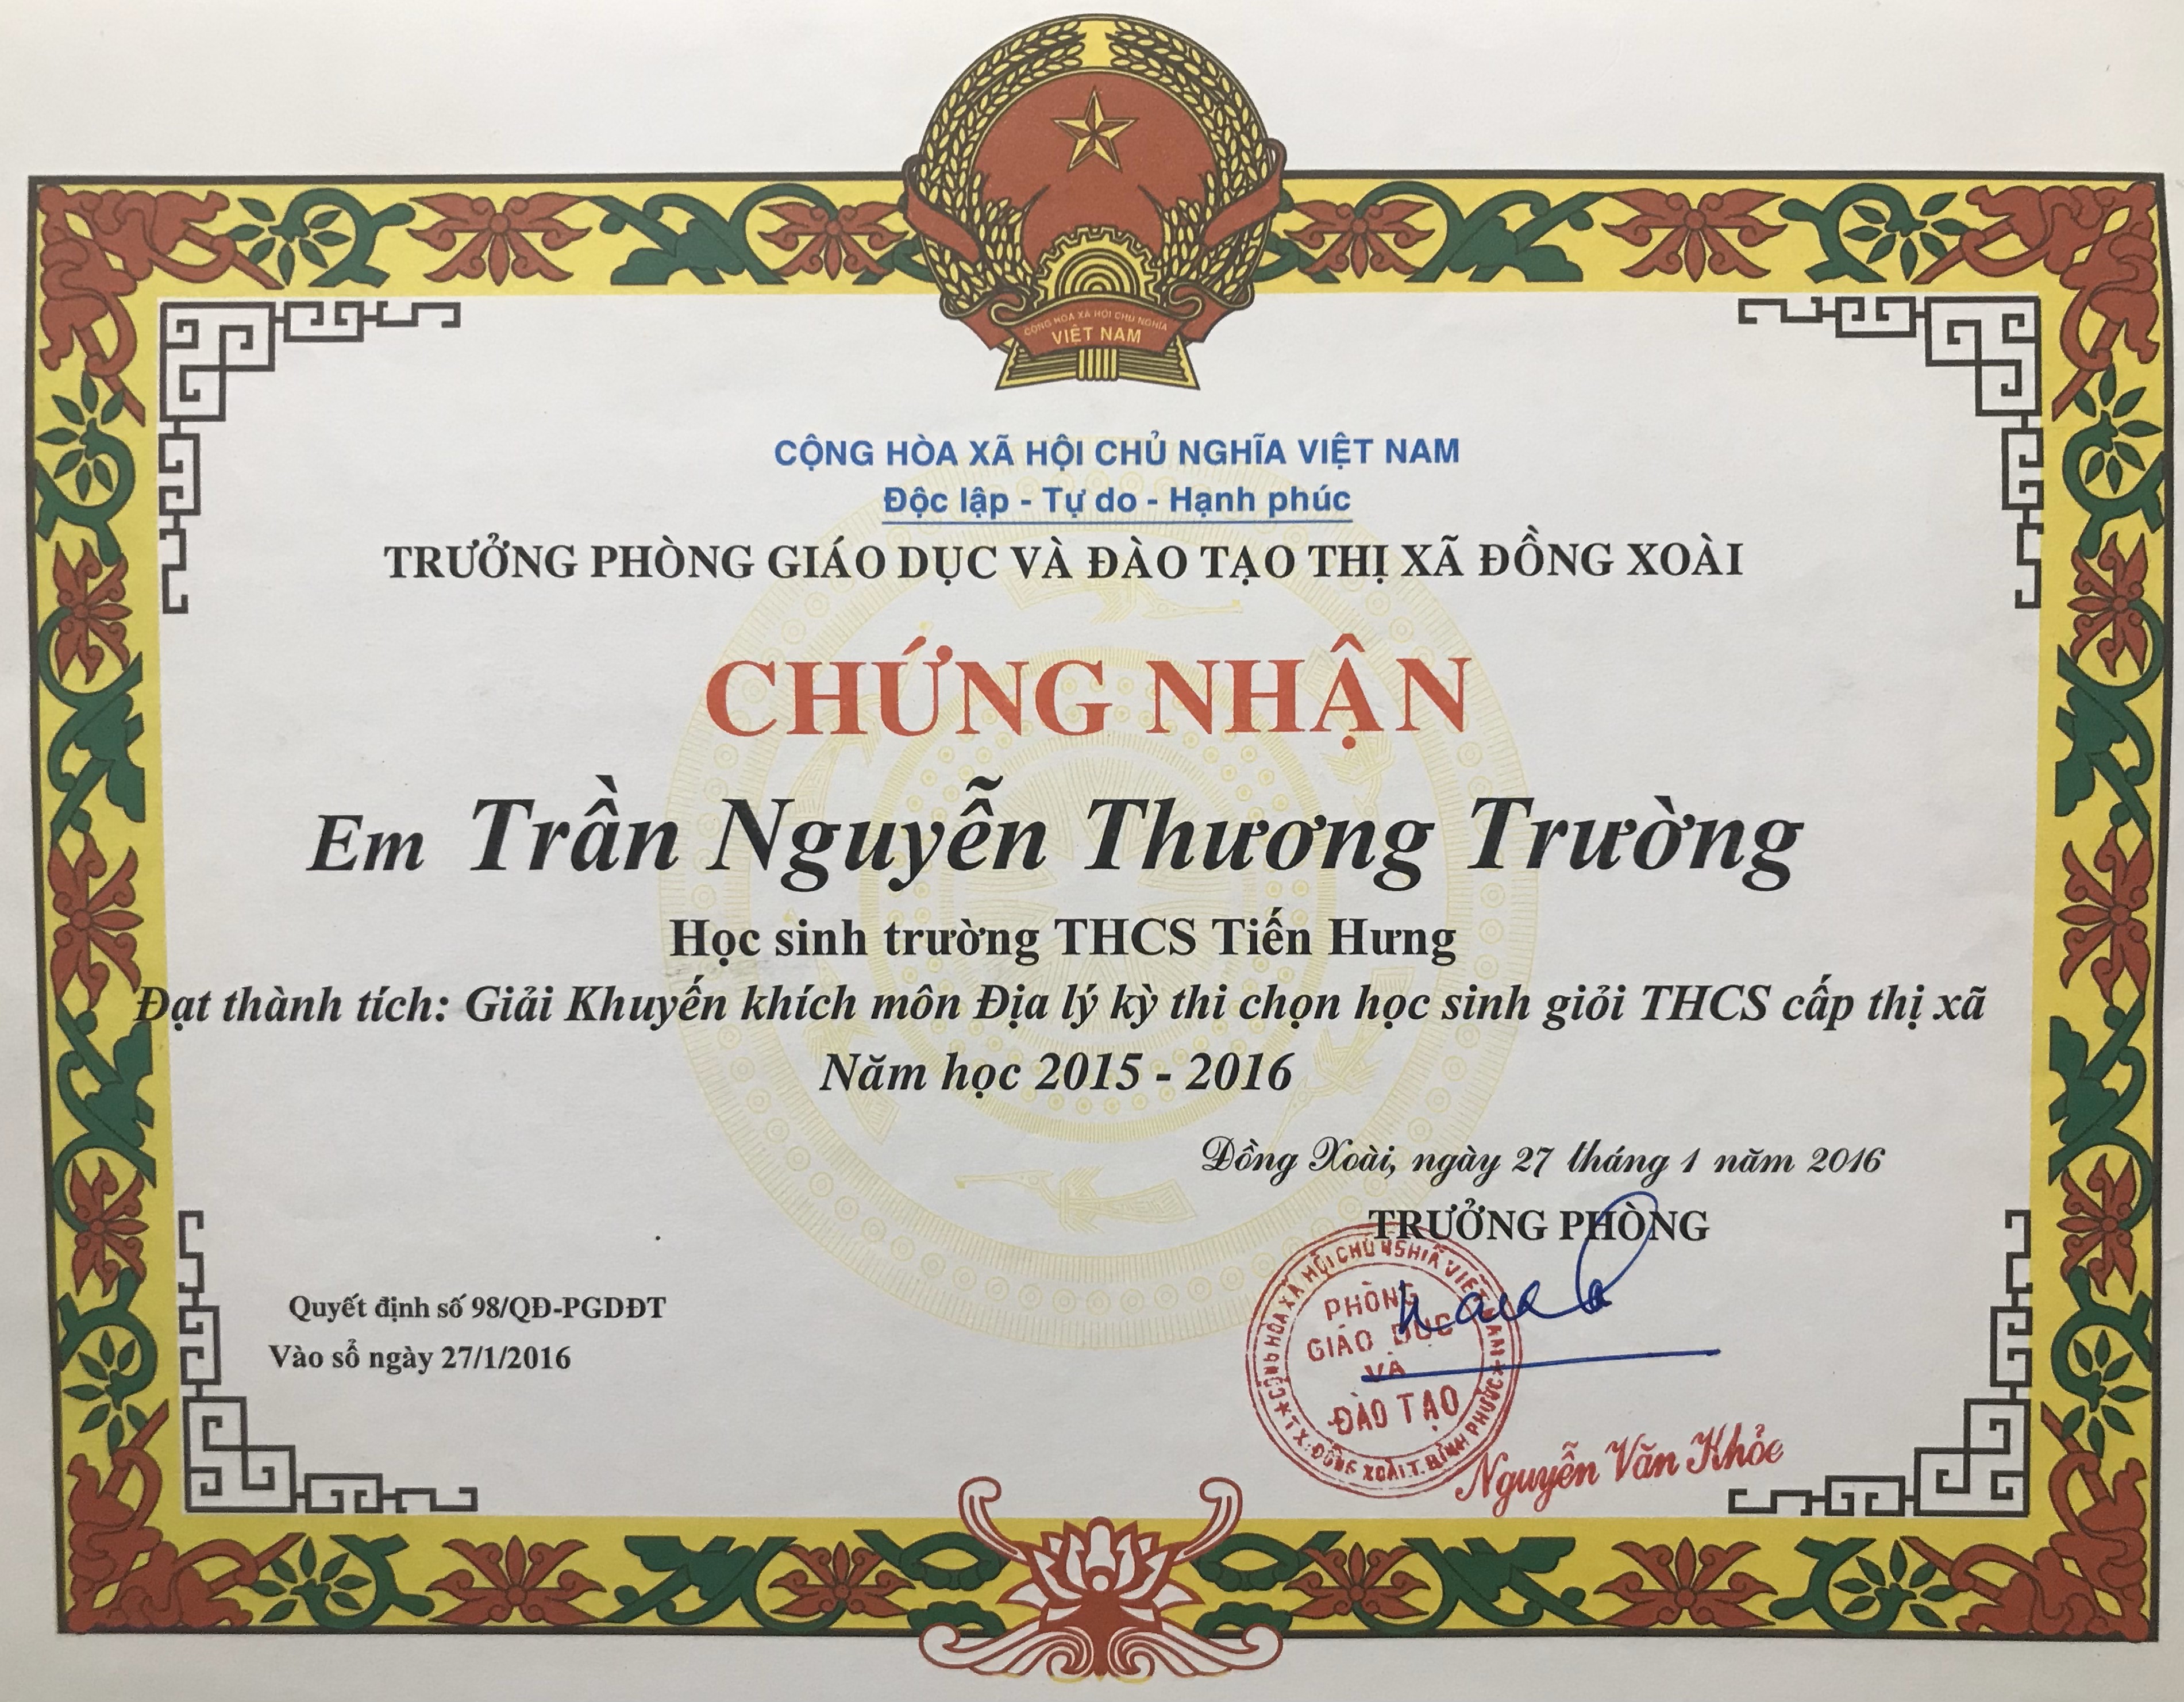 CỘNG HÒA XÃ HỘI CHỦ NGHĨA
VIỆT NAM
CỘNG HÒA XÃ HỘI CHỦ NGHĨA VIỆT NAM
Độc lập - Tự do - Hạnh phúc
TRƯỞNG PHÒNG GIÁO DỤC VÀ ĐÀO TẠO THỊ XÃ ĐỒNG XOÀI
CHỨNG NHẬN
Em Trần Nguyễn Thương Trường
Học sinh trường THCS Tiến Hưng
Đạt thành tích: Giải Khuyến khích môn Địa lý kỳ thi chọn học sinh giỏi THCS cấp thị xã
Năm học 2015 - 2016
Đồng Xoài, ngày 27 tháng 1 năm 2016
TRƯỞNG PHÒNG
Quyết định số 98/QĐ-PGDĐT
Vào sổ ngày 27/1/2016
CỘNG HÒA XÃ HỘI CHỦ NGHĨA VIỆT NAM
PHÒNG
GIÁO DỤC
VÀ
ĐÀO TẠO
T.X. ĐỒNG XOÀI T. BÌNH PHƯỚC
Nguyễn Văn Khỏe